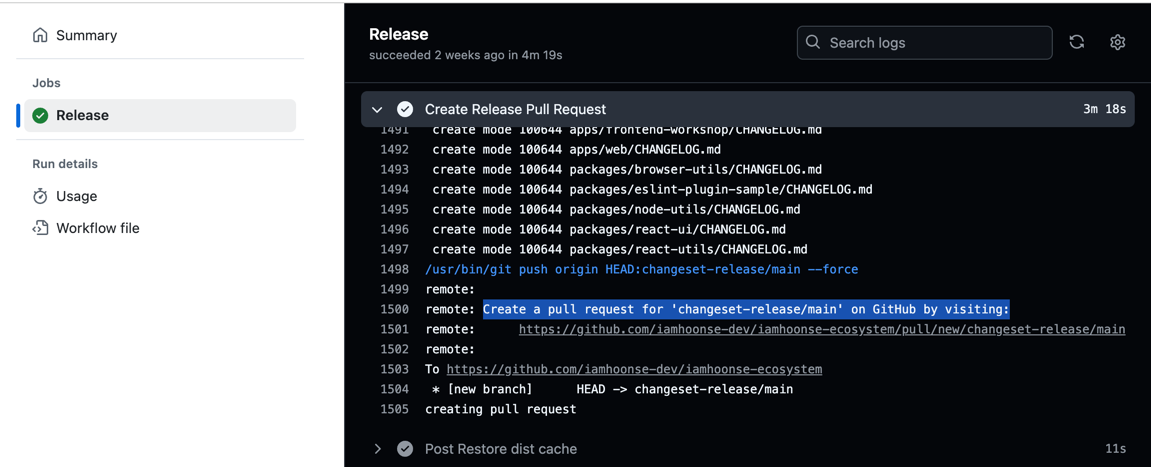 Summary
Jobs
Release
Run details
Usage
Workflow file
Release
succeeded 2 weeks ago in 4m 19s
Search logs
Create Release Pull Request 3m 18s
1491 create mode 100644 apps/frontend-workshop/CHANGELOG.md
1492 create mode 100644 apps/web/CHANGELOG.md
1493 create mode 100644 packages/browser-utils/CHANGELOG.md
1494 create mode 100644 packages/eslint-plugin-sample/CHANGELOG.md
1495 create mode 100644 packages/node-utils/CHANGELOG.md
1496 create mode 100644 packages/react-ui/CHANGELOG.md
1497 create mode 100644 packages/react-utils/CHANGELOG.md
1498 /usr/bin/git push origin HEAD:changeset-release/main --force
1499 remote:
1500 remote: Create a pull request for 'changeset-release/main' on GitHub by visiting:
1501 remote: https://github.com/iamhoonse-dev/iamhoonse-ecosystem/pull/new/changeset-release/main
1502 remote:
1503 To https://github.com/iamhoonse-dev/iamhoonse-ecosystem
1504 * [new branch] HEAD -> changeset-release/main
1505 creating pull request
Post Restore dist cache 11s